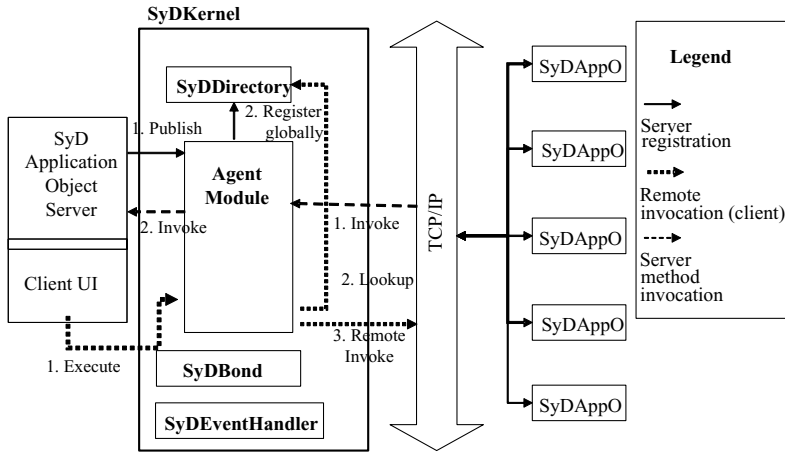 SyDKernel
SyDDirectory
1. Publish
2. Register
globally
SyD
Application
Object
Server
Agent
Module
2. Invoke
1. Invoke
Client UI
2. Lookup
1. Execute
3. Remote
Invoke
SyDBond
SyDEventHandler
TCP/IP
SyDAppO
SyDAppO
SyDAppO
SyDAppO
SyDAppO
Legend
Server
registration
Remote
invocation (client)
Server
method
invocation